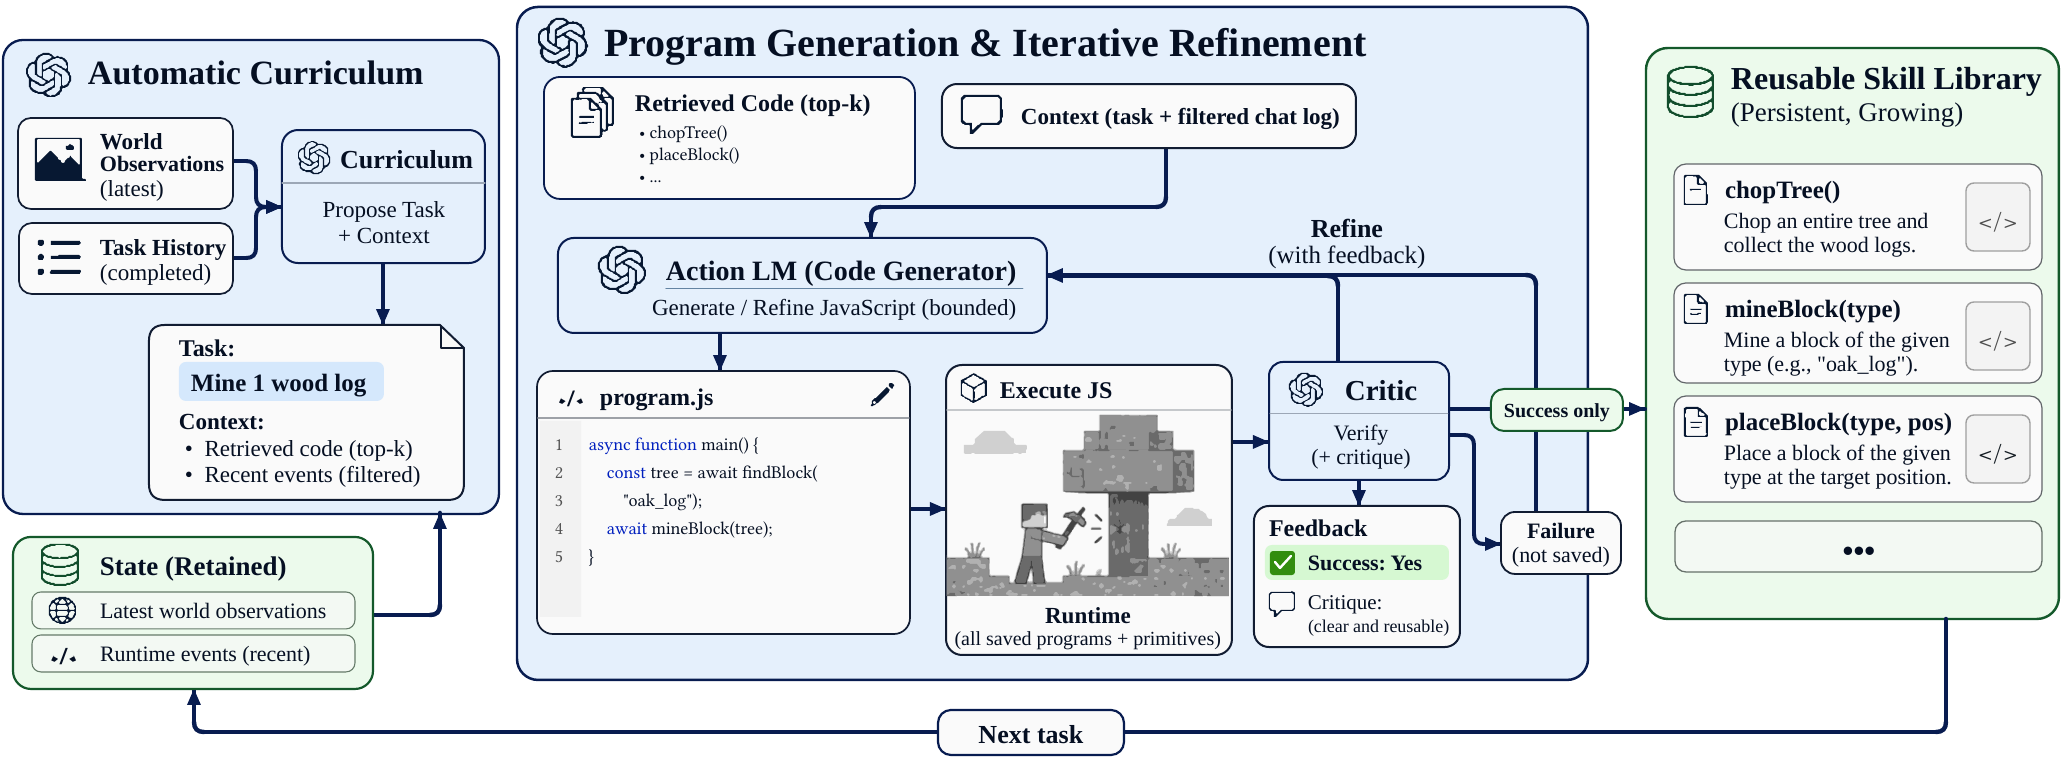 Automatic Curriculum
World
Observations
(latest)
Task History
(completed)
Curriculum
Propose Task
+ Context
Task:
Mine 1 wood log
Context:
• Retrieved code (top-k)
• Recent events (filtered)
State (Retained)
Latest world observations
Runtime events (recent)
Program Generation & Iterative Refinement
Retrieved Code (top-k)
• chopTree()
• placeBlock()
• ...
Context (task + filtered chat log)
Action LM (Code Generator)
Generate / Refine JavaScript (bounded)
Refine
(with feedback)
./. program.js
1 async function main() {
2 const tree = await findBlock(
3 "oak_log");
4 await mineBlock(tree);
5 }
Execute JS
Runtime
(all saved programs + primitives)
Critic
Verify
(+ critique)
Feedback
Success: Yes
Critique:
(clear and reusable)
Success only
Failure
(not saved)
Reusable Skill Library
(Persistent, Growing)
chopTree()
Chop an entire tree and
collect the wood logs.
</>
mineBlock(type)
Mine a block of the given
type (e.g., "oak_log").
</>
placeBlock(type, pos)
Place a block of the given
type at the target position.
</>
•••
Next task